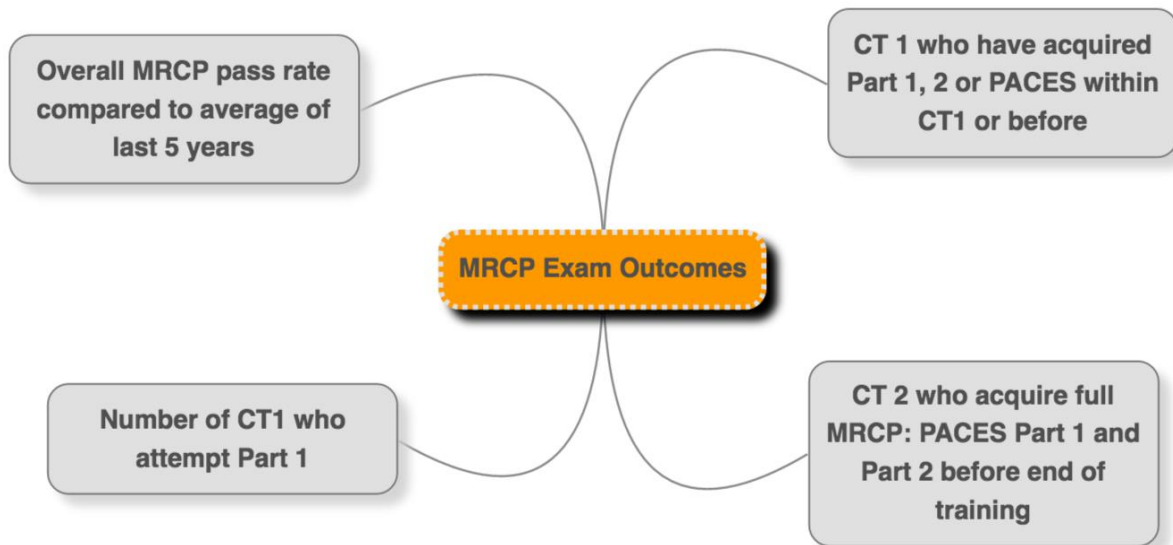 Overall MRCP pass rate
compared to average of
last 5 years
CT 1 who have acquired
Part 1, 2 or PACES within
CT1 or before
MRCP Exam Outcomes
Number of CT1 who
attempt Part 1
CT 2 who acquire full
MRCP: PACES Part 1 and
Part 2 before end of
training